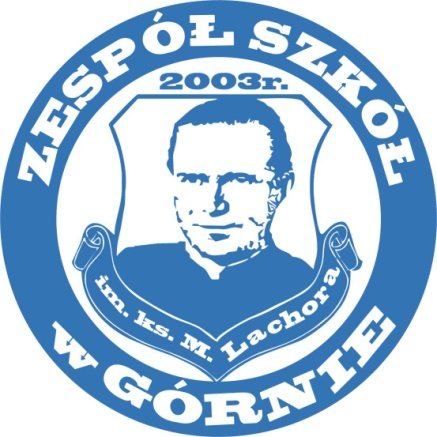 ZESPÓŁ SZKÓŁ
2003r.
im. ks. M. Lachora
W GÓRNIE